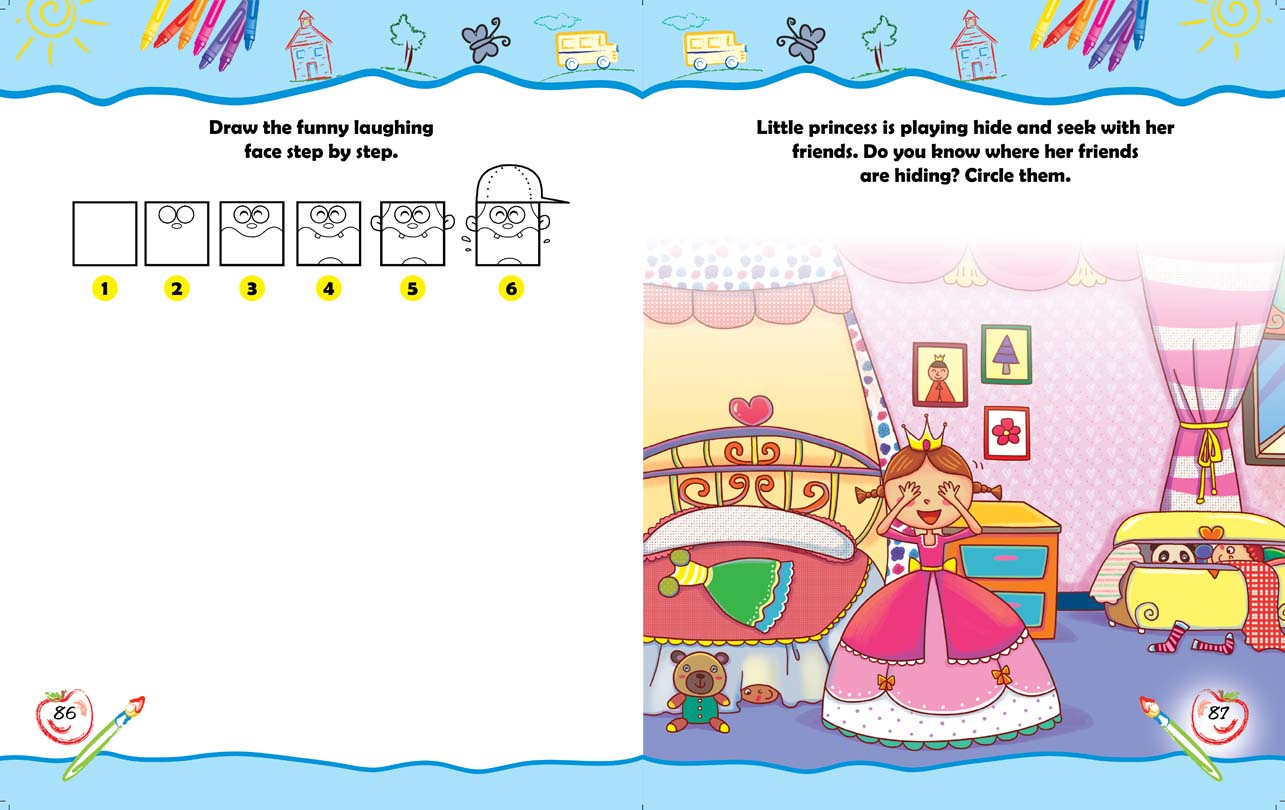 Draw the funny laughing
face step by step.
1 2 3 4 5 6
86
Little princess is playing hide and seek with her
friends. Do you know where her friends
are hiding? Circle them.
87